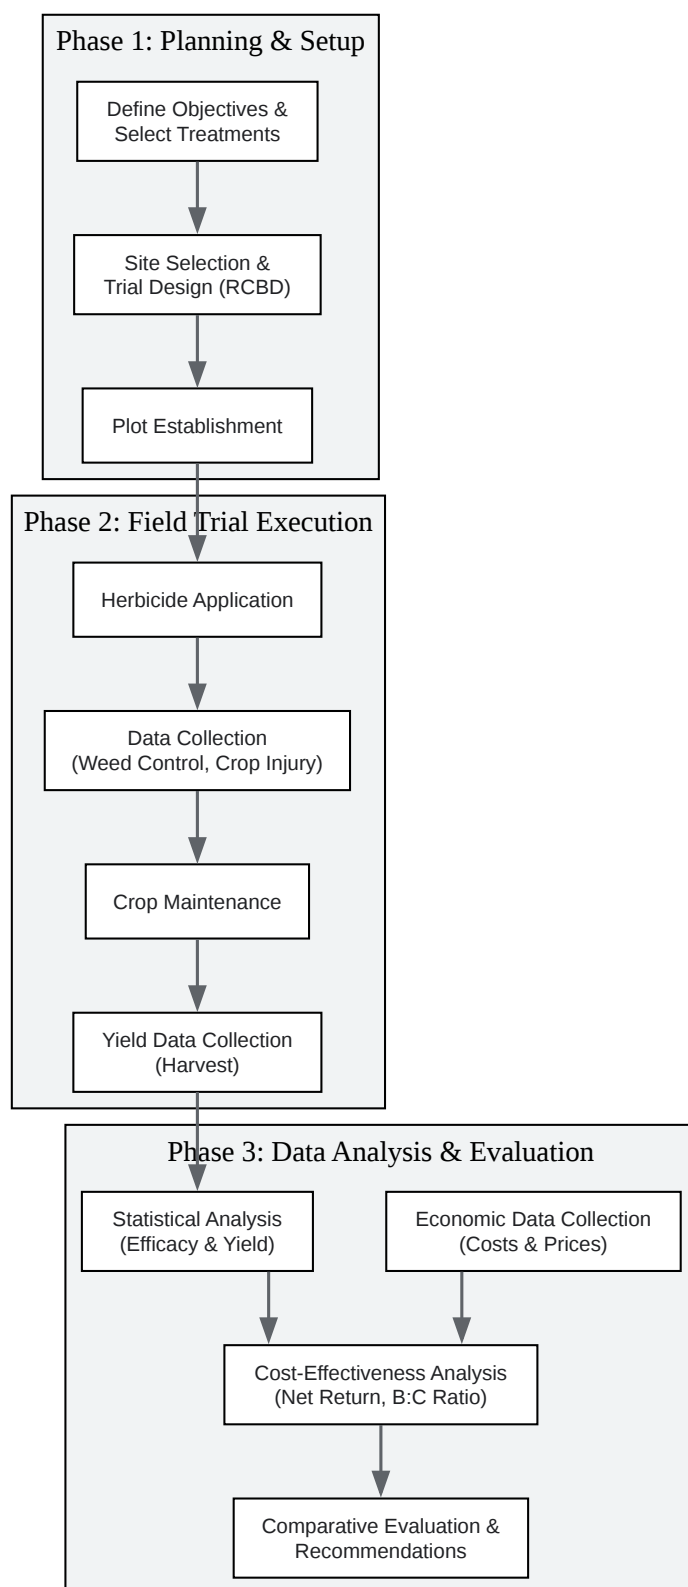 Phase 1: Planning & Setup
Define Objectives &
Select Treatments
Site Selection &
Trial Design (RCBD)
Plot Establishment
Phase 2: Field Trial Execution
Herbicide Application
Data Collection
(Weed Control, Crop Injury)
Crop Maintenance
Yield Data Collection
(Harvest)
Phase 3: Data Analysis & Evaluation
Statistical Analysis
(Efficacy & Yield)
Economic Data Collection
(Costs & Prices)
Cost-Effectiveness Analysis
(Net Return, B:C Ratio)
Comparative Evaluation &
Recommendations